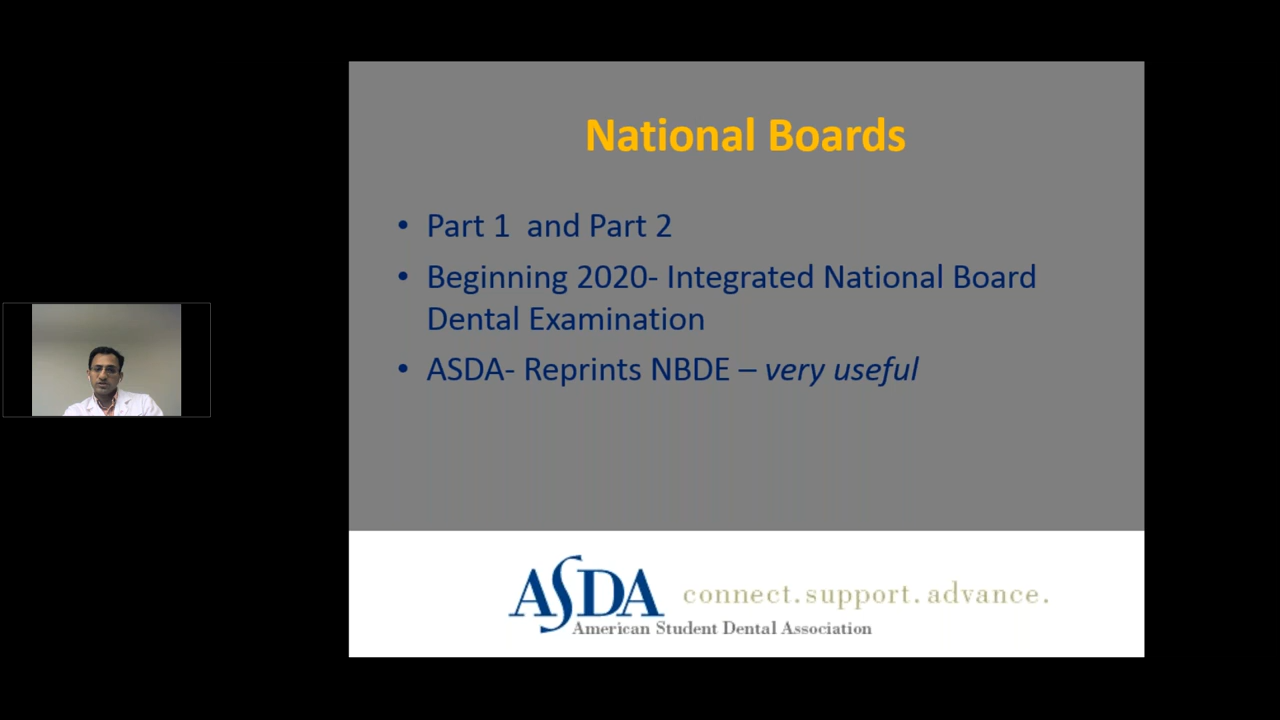 National Boards
• Part 1 and Part 2
• Beginning 2020- Integrated National Board
Dental Examination
• ASDA- Reprints NBDE – very useful
ASDA connect. support. advance.
American Student Dental Association